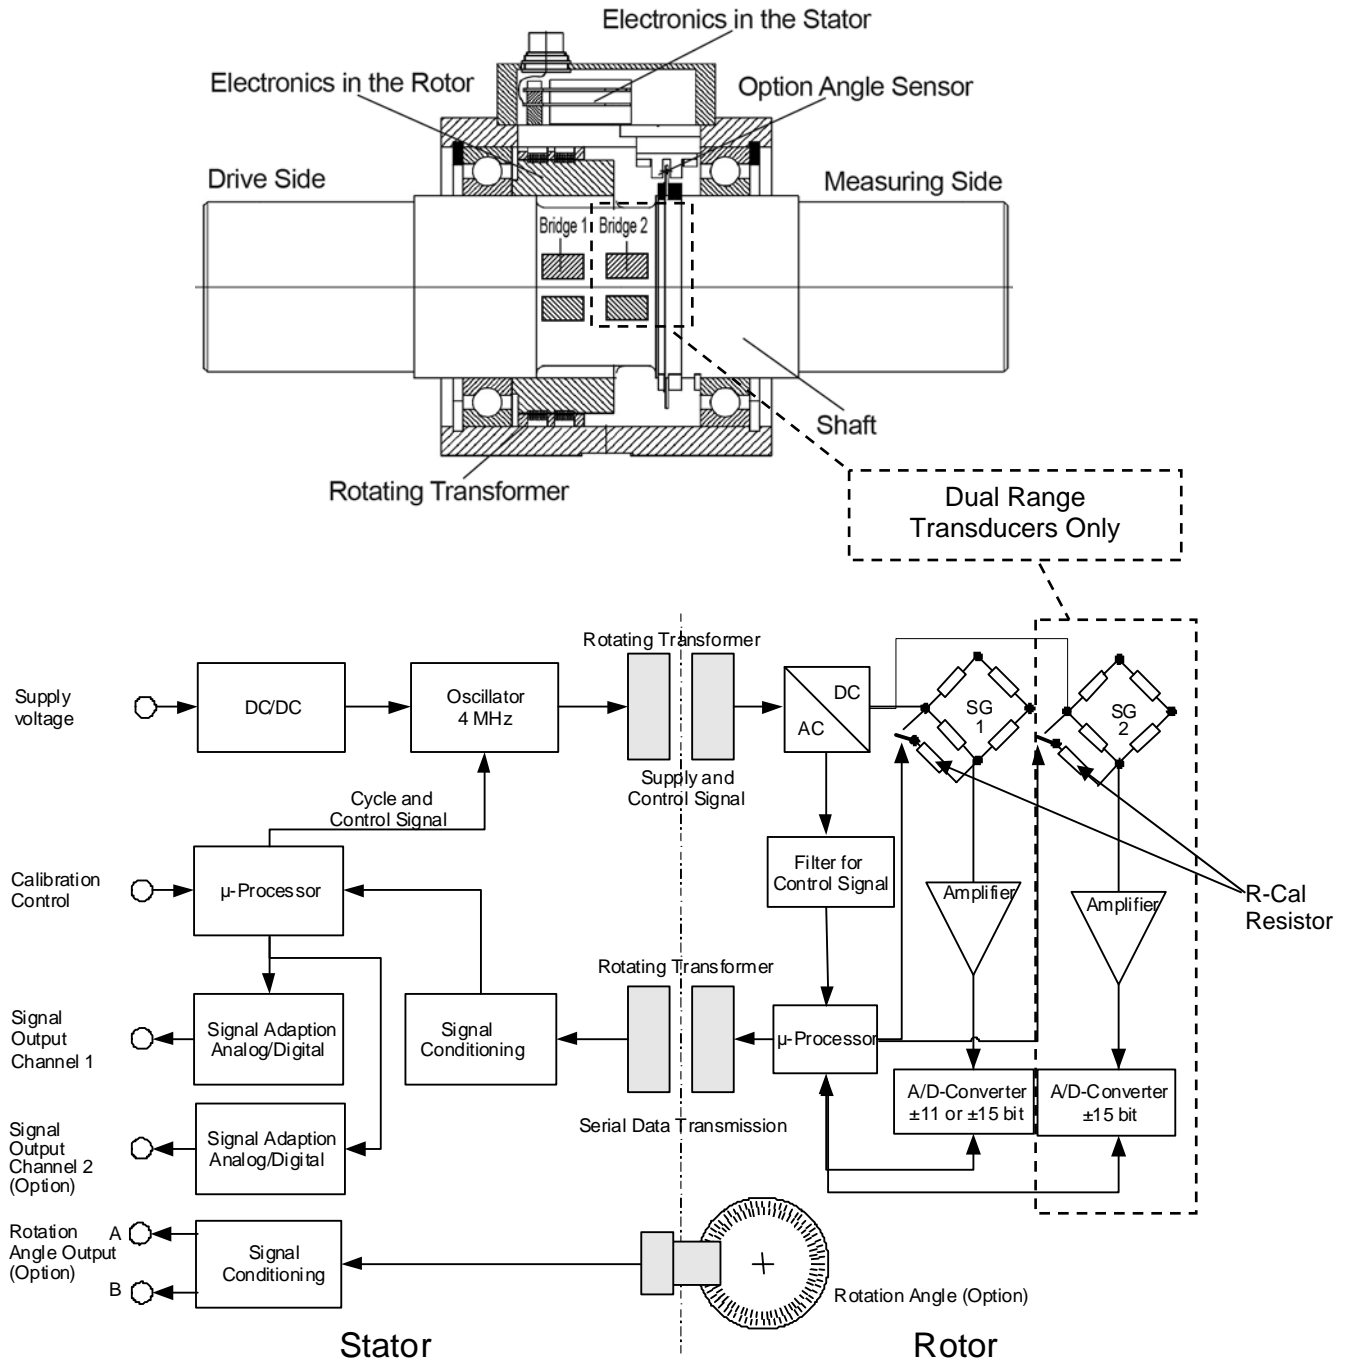 Electronics in the Stator
Electronics in the Rotor
Option Angle Sensor
Drive Side
Measuring Side
Bridge 1
Bridge 2
Shaft
Rotating Transformer
Dual Range
Transducers Only
Rotating Transformer
Supply
voltage
DC/DC
Oscillator
4 MHz
DC
AC
SG
1
SG
2
Supply and
Control Signal
Cycle and
Control Signal
Calibration
Control
µ-Processor
Filter for
Control Signal
Amplifier
Amplifier
R-Cal
Resistor
Rotating Transformer
Signal
Output
Channel 1
Signal Adaption
Analog/Digital
Signal
Conditioning
µ-Processor
A/D-Converter
±11 or ±15 bit
A/D-Converter
±15 bit
Serial Data Transmission
Signal
Output
Channel 2
(Option)
Signal Adaption
Analog/Digital
Rotation
Angle Output
(Option)
A
B
Signal
Conditioning
Rotation Angle (Option)
Stator
Rotor